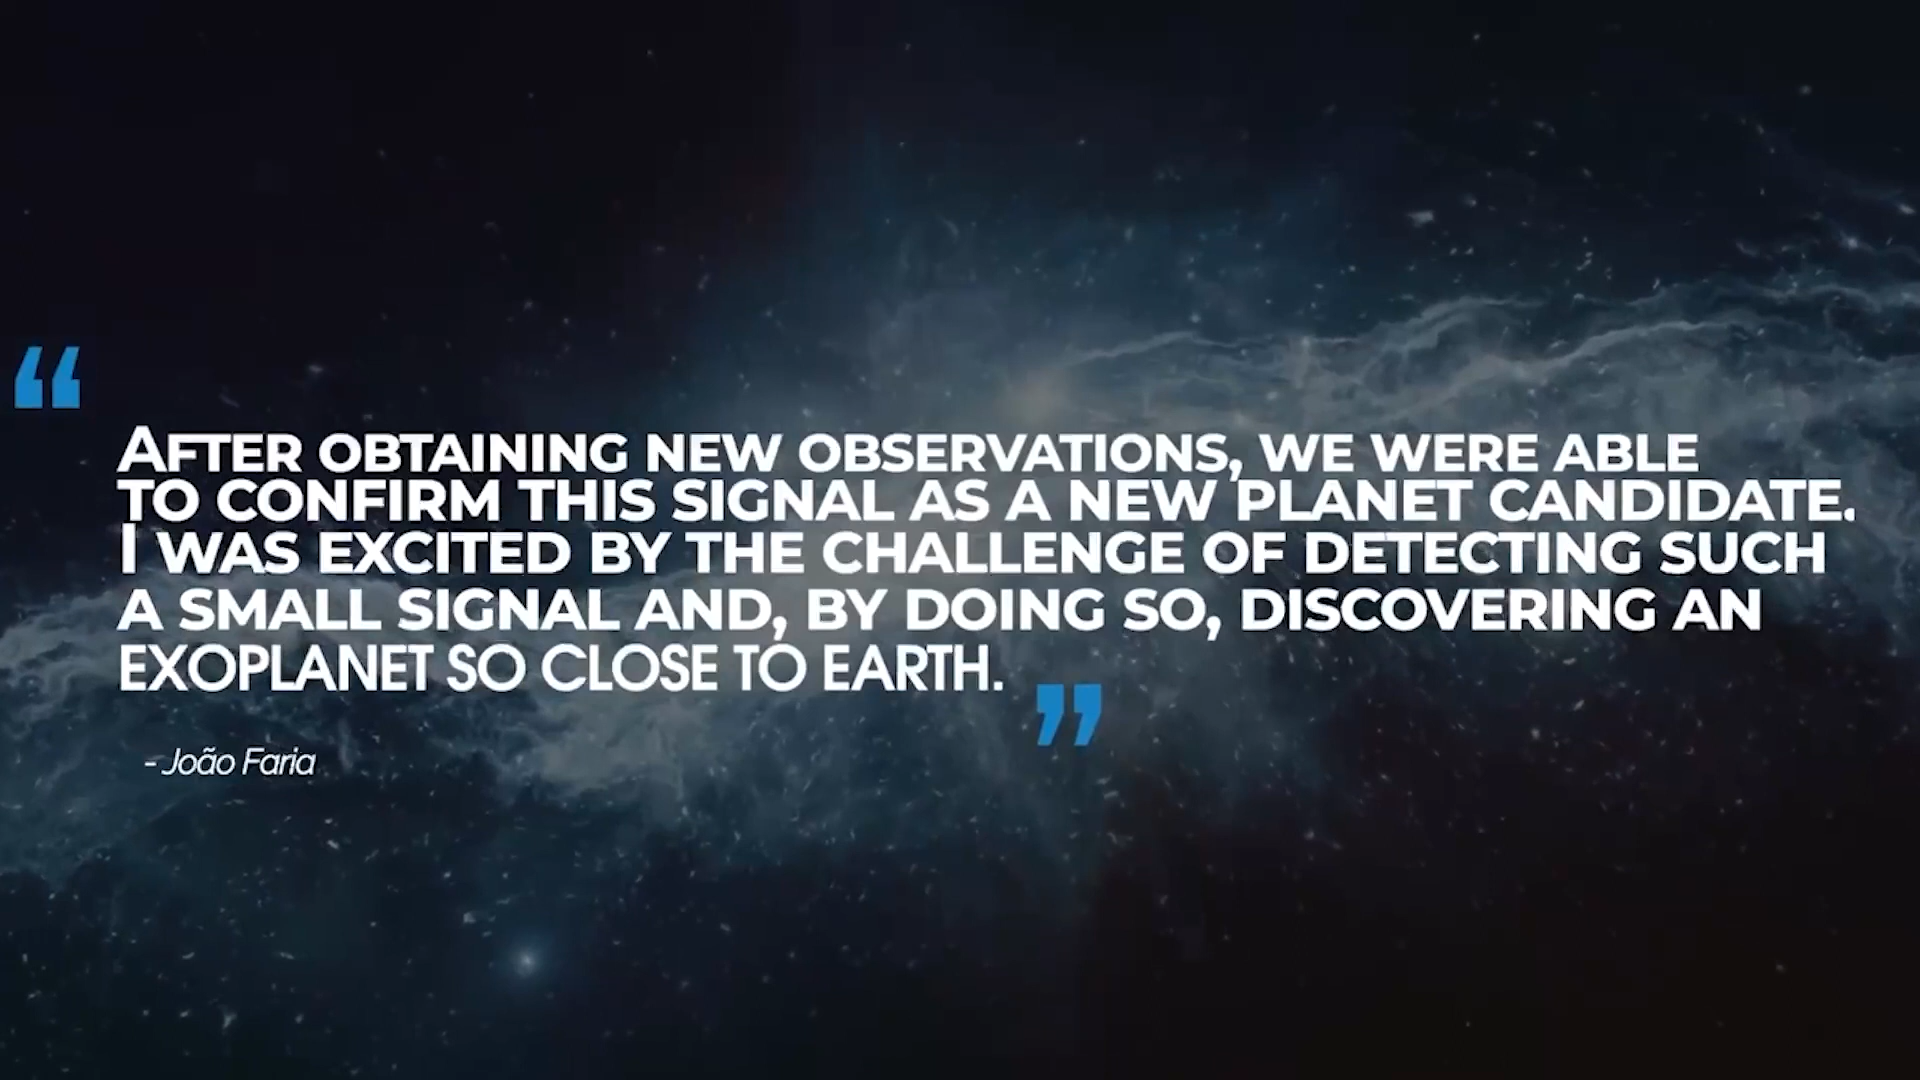 “
AFTER OBTAINING NEW OBSERVATIONS, WE WERE ABLE
TO CONFIRM THIS SIGNAL AS A NEW PLANET CANDIDATE.
I WAS EXCITED BY THE CHALLENGE OF DETECTING SUCH
A SMALL SIGNAL AND, BY DOING SO, DISCOVERING AN
EXOPLANET SO CLOSE TO EARTH.
”
- João Faria